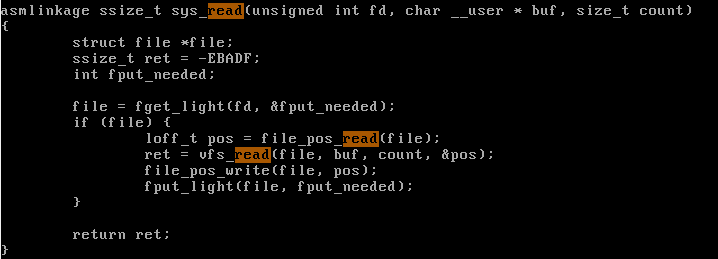 asmlinkage ssize_t sys_read(unsigned int fd, char __user * buf, size_t count)
{
        struct file *file;
        ssize_t ret = -EBADF;
        int fput_needed;

        file = fget_light(fd, &fput_needed);
        if (file) {
                loff_t pos = file_pos_read(file);
                ret = vfs_read(file, buf, count, &pos);
                file_pos_write(file, pos);
                fput_light(file, fput_needed);
        }

        return ret;
}